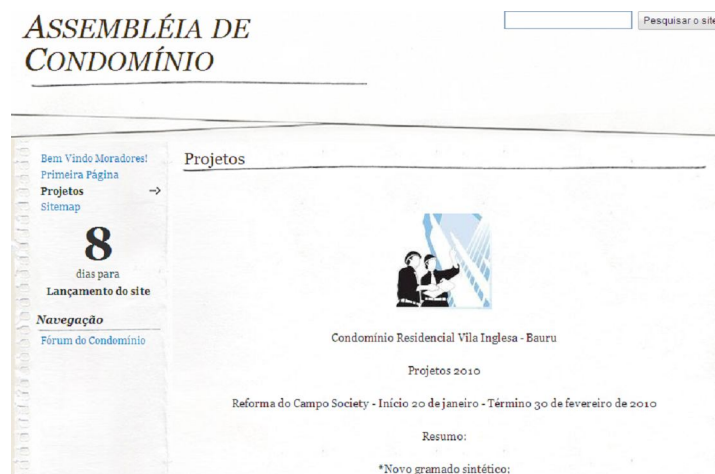 ASSEMBLÉIA DE
CONDOMÍNIO
Pesquisar o site
Bem Vindo Moradores!
Primeira Página
Projetos
Sitemap
8
dias para
Lançamento do site
Navegação
Fórum do Condomínio
Projetos
Condomínio Residencial Vila Inglesa - Bauru
Projetos 2010
Reforma do Campo Society - Início 20 de janeiro - Término 30 de fevereiro de 2010
Resumo:
*Novo gramado sintético;